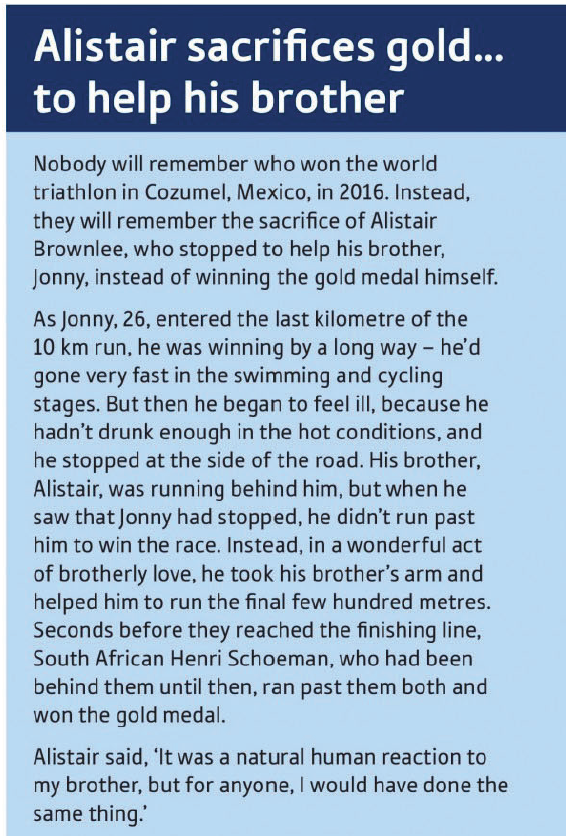 Alistair sacrifices gold...
to help his brother
Nobody will remember who won the world
triathlon in Cozumel, Mexico, in 2016. Instead,
they will remember the sacrifice of Alistair
Brownlee, who stopped to help his brother,
Jonny, instead of winning the gold medal himself.
As Jonny, 26, entered the last kilometre of the
10 km run, he was winning by a long way – he'd
gone very fast in the swimming and cycling
stages. But then he began to feel ill, because he
hadn't drunk enough in the hot conditions, and
he stopped at the side of the road. His brother,
Alistair, was running behind him, but when he
saw that Jonny had stopped, he didn't run past
him to win the race. Instead, in a wonderful act
of brotherly love, he took his brother's arm and
helped him to run the final few hundred metres.
Seconds before they reached the finishing line,
South African Henri Schoeman, who had been
behind them until then, ran past them both and
won the gold medal.
Alistair said, 'It was a natural human reaction to
my brother, but for anyone, I would have done the
same thing.'